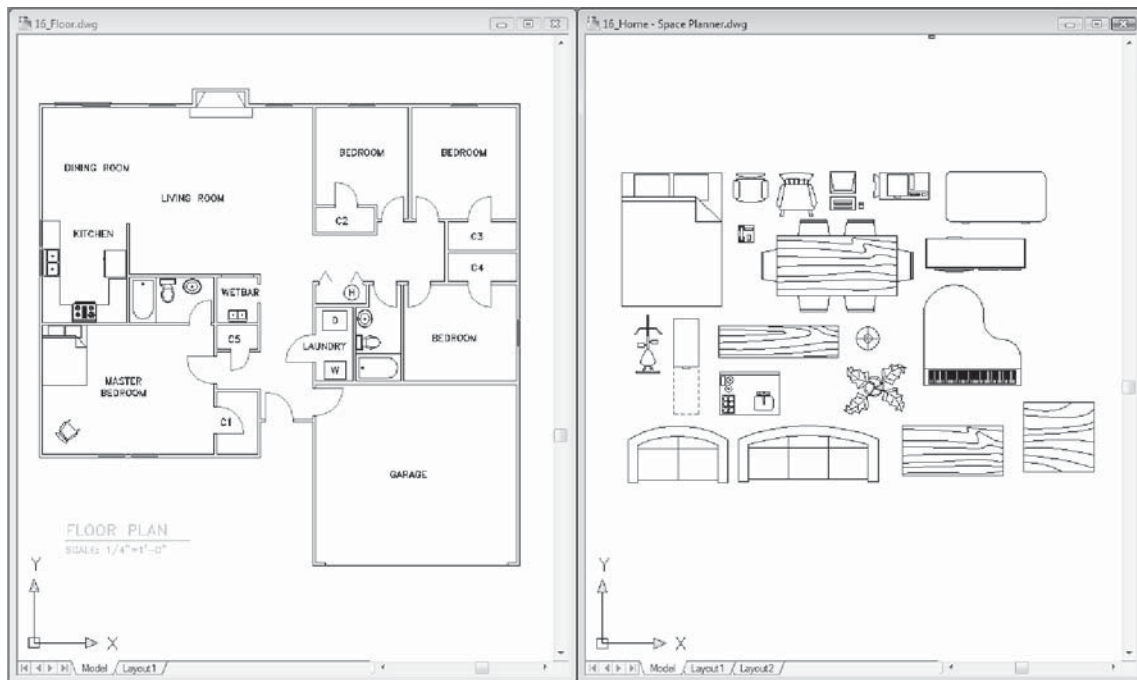 16_Floor.dwg
BEDROOM
BEDROOM
DINING ROOM
LIVING ROOM
C2
KITCHEN
C3
C4
WETBAR
H
D
C5
LAUNDRY
BEDROOM
W
MASTER
BEDROOM
C1
GARAGE
FLOOR PLAN
SCALE: 1/4"=1'-0"
Y
X
Model
Layout1
16_Home - Space Planner.dwg
Y
X
Model
Layout1
Layout2